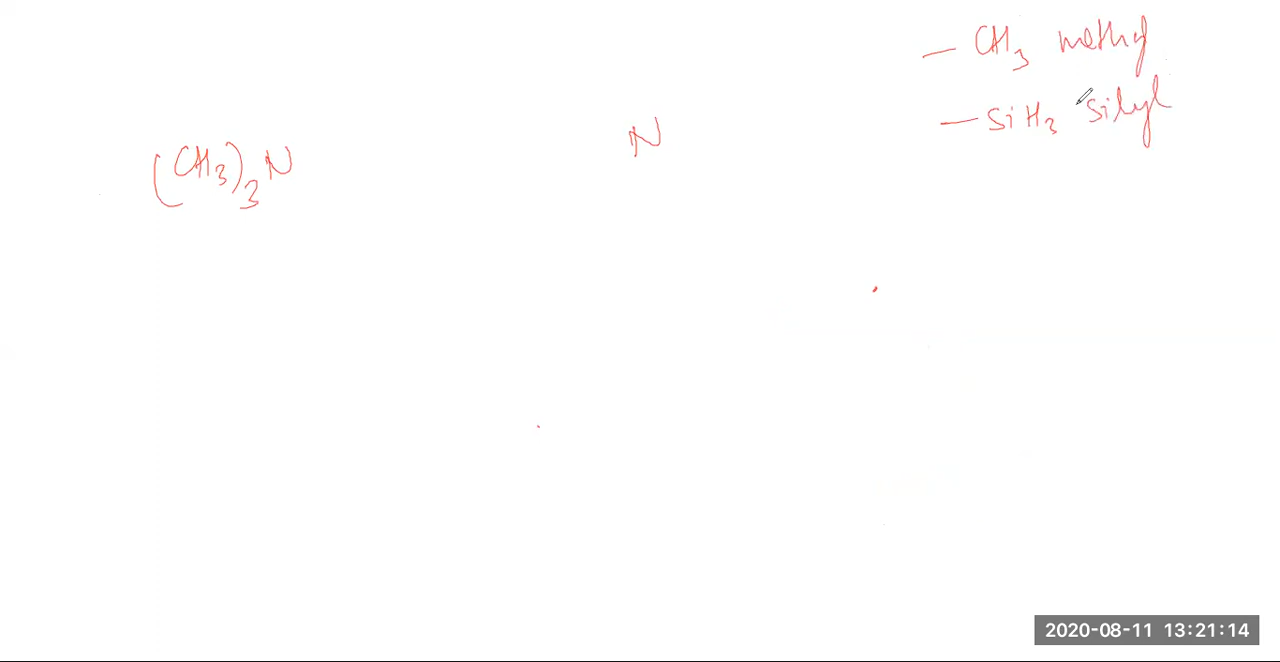 — CH3 methyl
— SiH3 silyl
(CH3)3N
N
2020-08-11 13:21:14